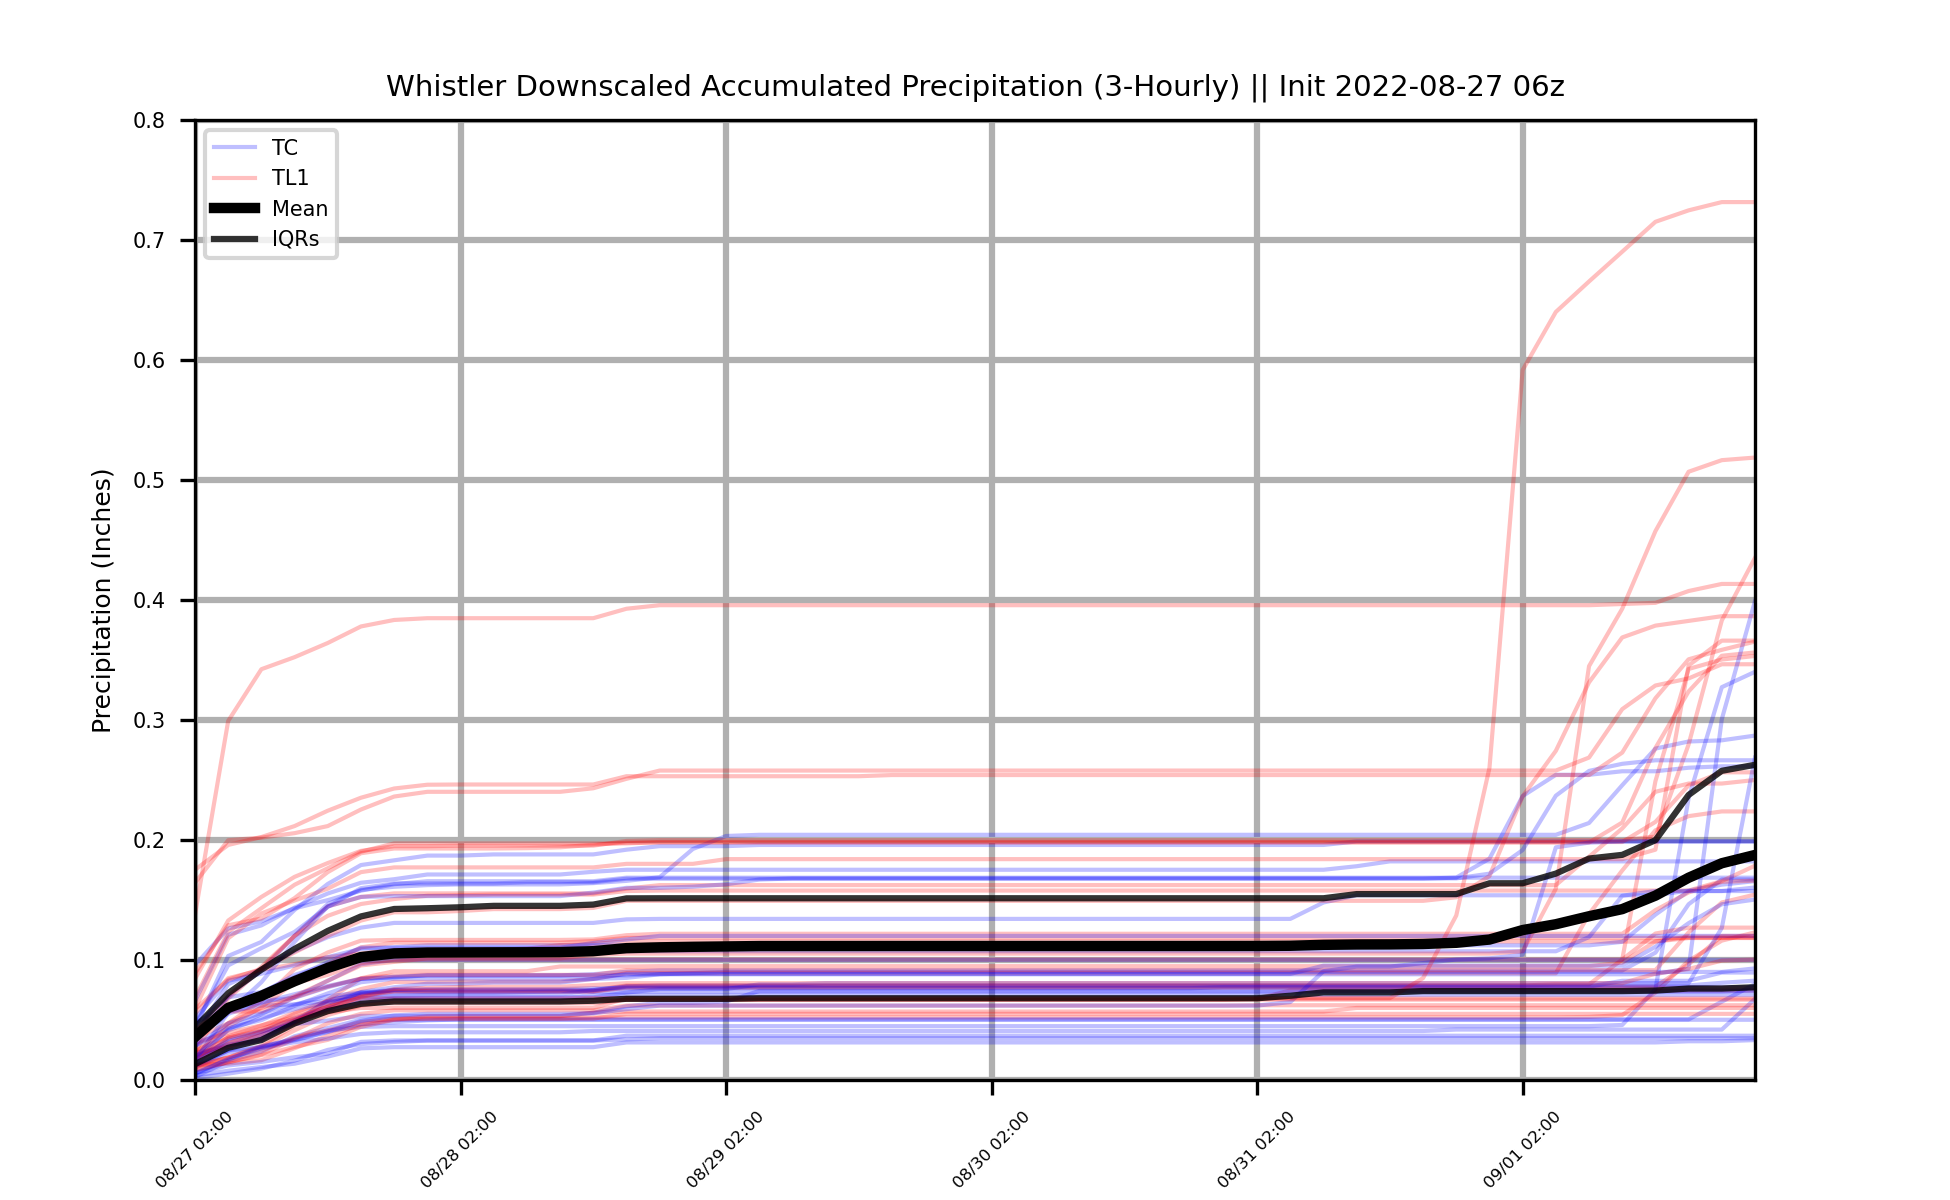 Whistler Downscaled Accumulated Precipitation (3-Hourly) || Init 2022-08-27 06z
TC
TL1
Mean
IQRs
Precipitation (Inches)
0.8
0.7
0.6
0.5
0.4
0.3
0.2
0.1
0.0
08/27 02:00
08/28 02:00
08/29 02:00
08/30 02:00
08/31 02:00
09/01 02:00